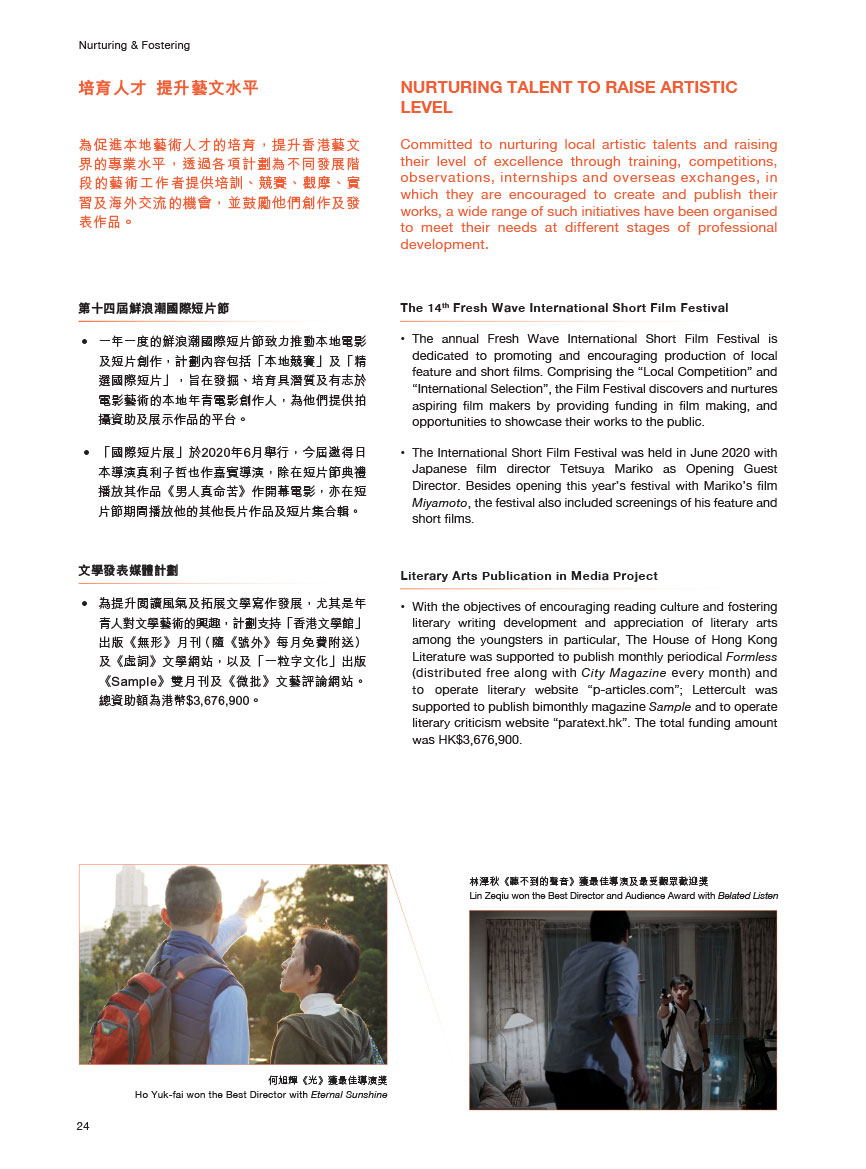 Nurturing & Fostering
培育人才 提升藝文水平
為促進本地藝術人才的培育，提升香港藝文
界的專業水平，透過各項計劃為不同發展階
段的藝術工作者提供培訓、競賽、觀摩、實
習及海外交流的機會，並鼓勵他們創作及發
表作品。
NURTURING TALENT TO RAISE ARTISTIC
LEVEL
Committed to nurturing local artistic talents and raising
their level of excellence through training, competitions,
observations, internships and overseas exchanges, in
which they are encouraged to create and publish their
works, a wide range of such initiatives have been organised
to meet their needs at different stages of professional
development.
第十四屆鮮浪潮國際短片節
• 一年一度的鮮浪潮國際短片節致力推動本地電影
及短片創作，計劃內容包括「本地競賽」及「精
選國際短片」，旨在發掘、培育具潛質及有志於
電影藝術的本地年青電影創作人，為他們提供拍
攝資助及展示作品的平台。
• 「國際短片展」於2020年6月舉行，今屆邀得日
本導演真利子哲也作嘉賓導演，除在短片節典禮
播放其作品《男人真命苦》作開幕電影，亦在短
片節期間播放他的其他長片作品及短片集合輯。
The 14th Fresh Wave International Short Film Festival
• The annual Fresh Wave International Short Film Festival is
dedicated to promoting and encouraging production of local
feature and short films. Comprising the “Local Competition” and
“International Selection”, the Film Festival discovers and nurtures
aspiring film makers by providing funding in film making, and
opportunities to showcase their works to the public.
• The International Short Film Festival was held in June 2020 with
Japanese film director Tetsuya Mariko as Opening Guest
Director. Besides opening this year’s festival with Mariko’s film
Miyamoto, the festival also included screenings of his feature and
short films.
文學發表媒體計劃
• 為提升閱讀風氣及拓展文學寫作發展，尤其是年
青人對文學藝術的興趣，計劃支持「香港文學館」
出版《無形》月刊（隨《號外》每月免費附送）
及《虛詞》文學網站，以及「一粒字文化」出版
《Sample》雙月刊及《微批》文藝評論網站。
總資助額為港幣$3,676,900。
Literary Arts Publication in Media Project
• With the objectives of encouraging reading culture and fostering
literary writing development and appreciation of literary arts
among the youngsters in particular, The House of Hong Kong
Literature was supported to publish monthly periodical Formless
(distributed free along with City Magazine every month) and
to operate literary website “p-articles.com”; Lettercult was
supported to publish bimonthly magazine Sample and to operate
literary criticism website “paratext.hk”. The total funding amount
was HK$3,676,900.
林澤秋《聽不到的聲音》獲最佳導演及最受觀眾歡迎獎
Lin Zeqiu won the Best Director and Audience Award with Belated Listen
何旭輝《光》獲最佳導演獎
Ho Yuk-fai won the Best Director with Eternal Sunshine
24